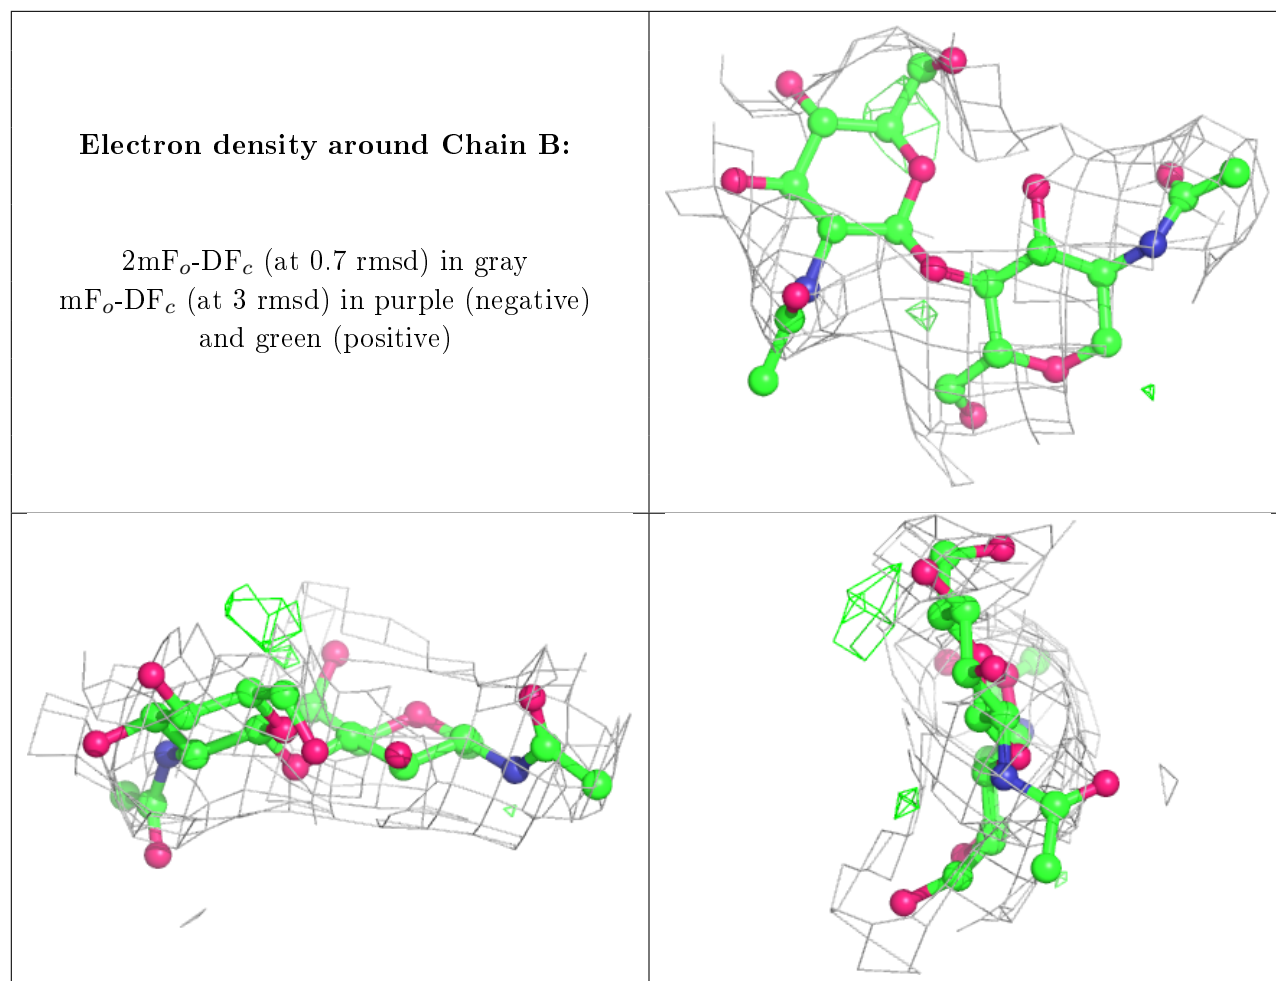 Electron density around Chain B:
2mFₒ-DF𝒸 (at 0.7 rmsd) in gray
mFₒ-DF𝒸 (at 3 rmsd) in purple (negative)
and green (positive)